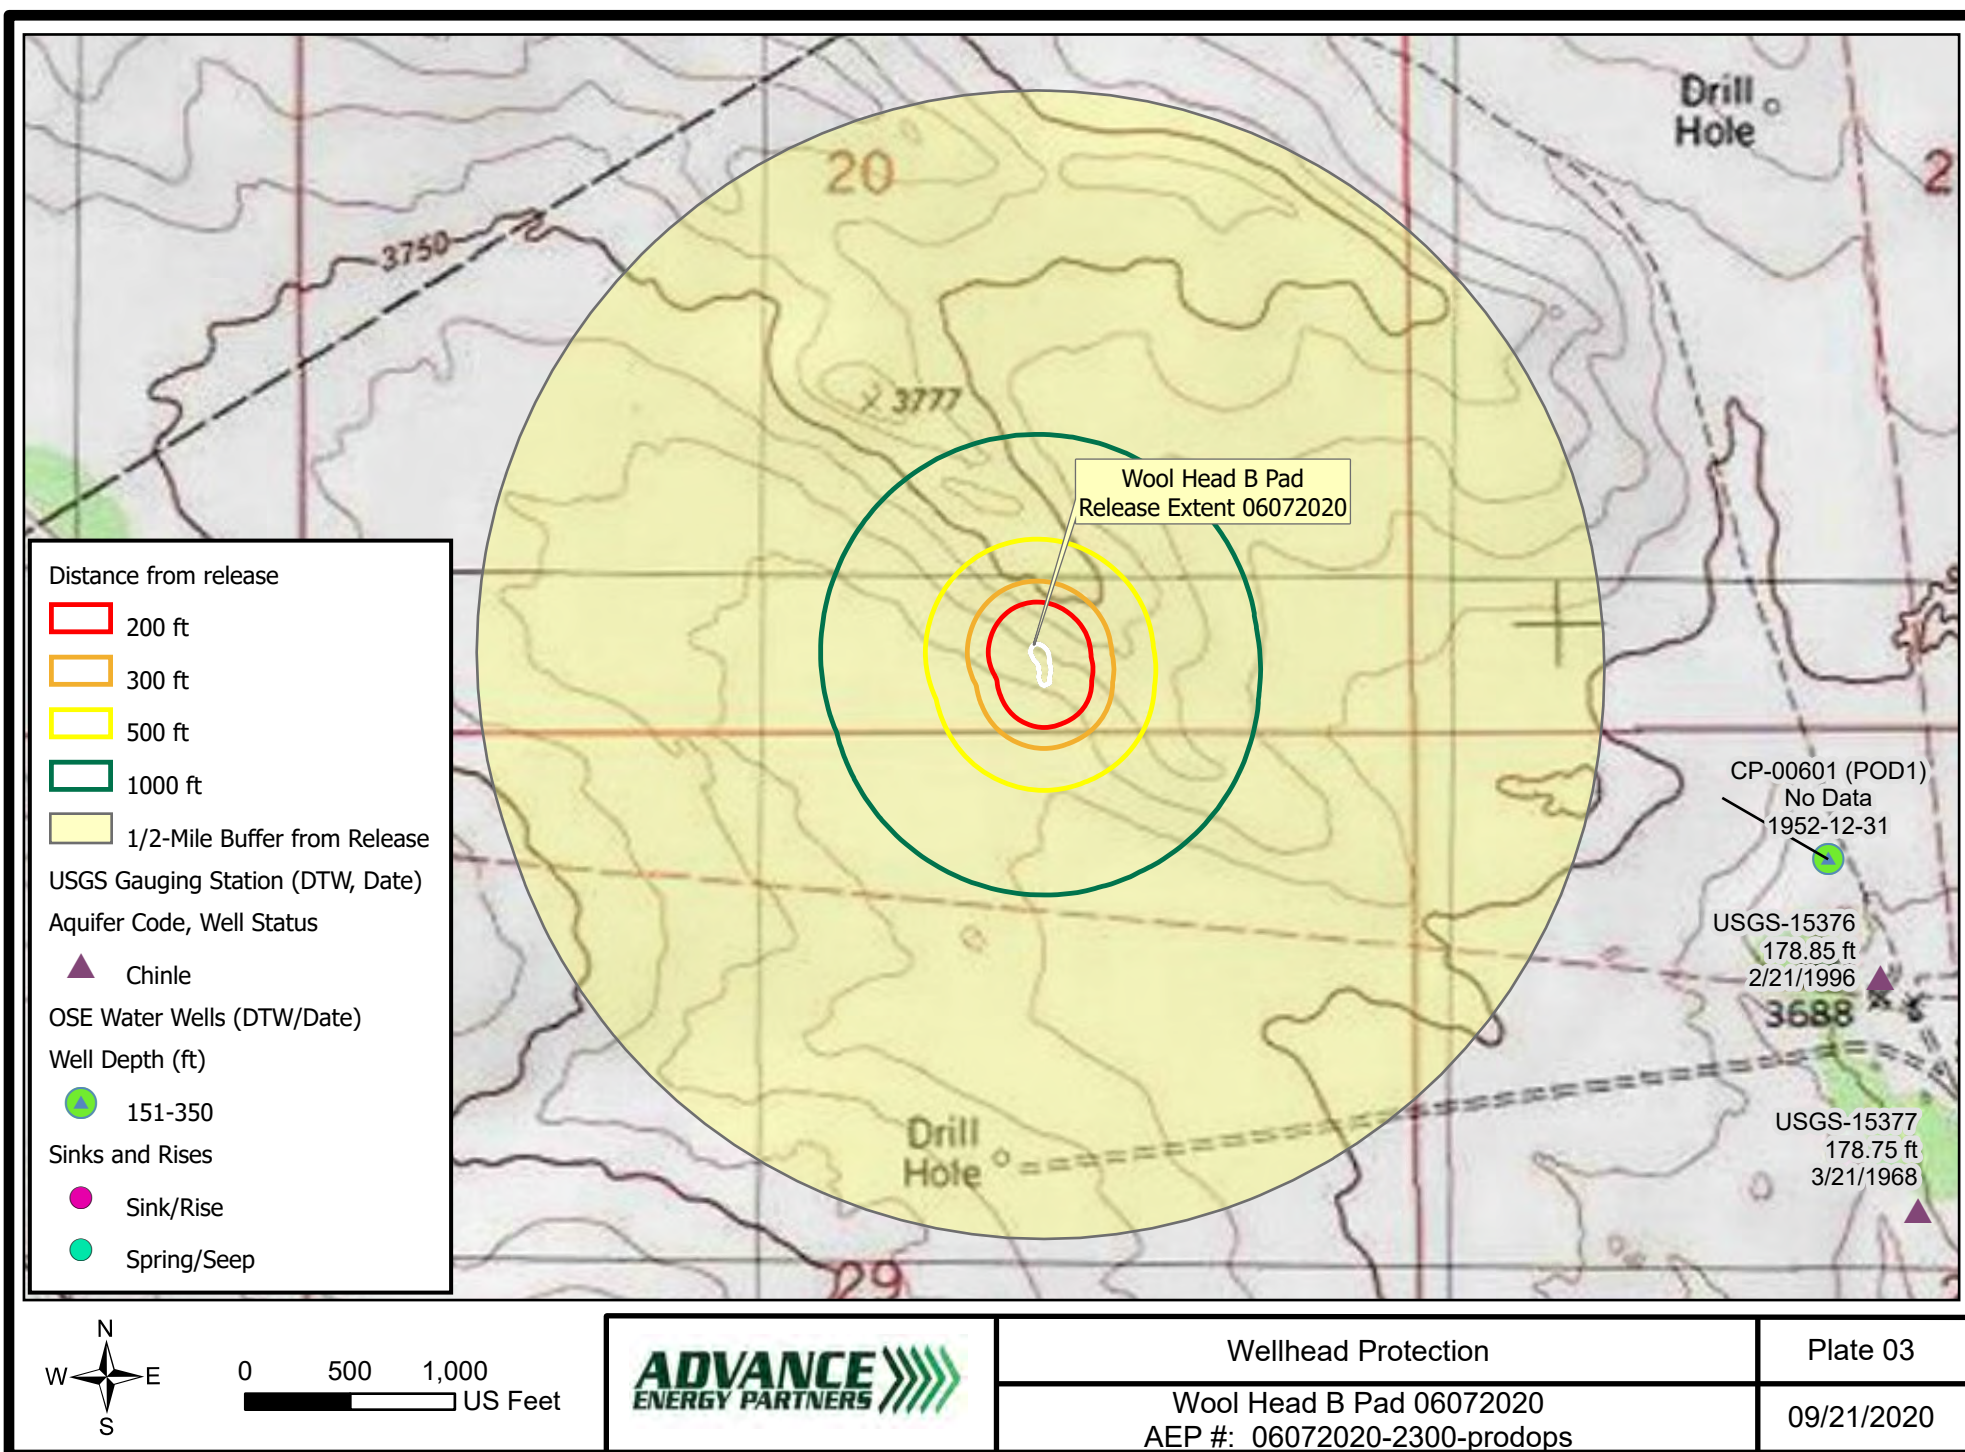 Drill
Hole
20
2
3750
3777
Wool Head B Pad
Release Extent 06072020
Distance from release
200 ft
300 ft
500 ft
1000 ft
1/2-Mile Buffer from Release
USGS Gauging Station (DTW, Date)
Aquifer Code, Well Status
Chinle
OSE Water Wells (DTW/Date)
Well Depth (ft)
151-350
Sinks and Rises
Sink/Rise
Spring/Seep
CP-00601 (POD1)
No Data
1952-12-31
USGS-15376
178.85 ft
2/21/1996
3688
USGS-15377
178.75 ft
3/21/1968
Drill
Hole
29
N
W E
S
0 500 1,000
US Feet
ADVANCE
ENERGY PARTNERS
Wellhead Protection
Plate 03
Wool Head B Pad 06072020
AEP #: 06072020-2300-prodops
09/21/2020